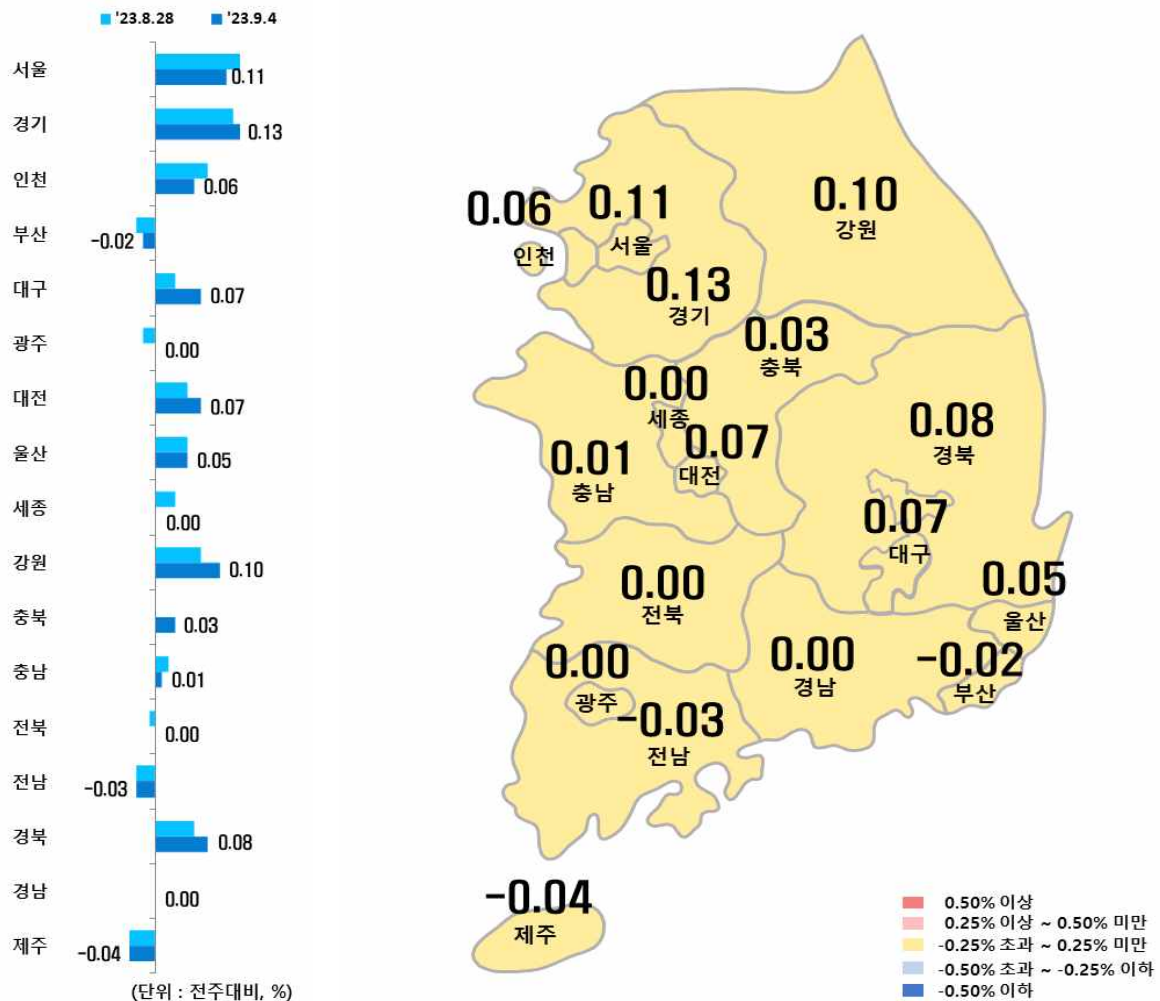 '23.8.28 '23.9.4
서울 0.11
경기 0.13
인천 0.06
부산 -0.02
대구 0.07
광주 0.00
대전 0.07
울산 0.05
세종 0.00
강원 0.10
충북 0.03
충남 0.01
전북 0.00
전남 -0.03
경북 0.08
경남 0.00
제주 -0.04
(단위 : 전주대비, %)
0.10
강원
0.06
인천
0.11
서울
0.13
경기
0.03
충북
0.00
세종
0.07
대전
0.01
충남
0.08
경북
0.07
대구
0.05
울산
0.00
전북
0.00
경남
-0.02
부산
0.00
광주
-0.03
전남
-0.04
제주
0.50% 이상
0.25% 이상 ~ 0.50% 미만
-0.25% 초과 ~ 0.25% 미만
-0.50% 초과 ~ -0.25% 이하
-0.50% 이하